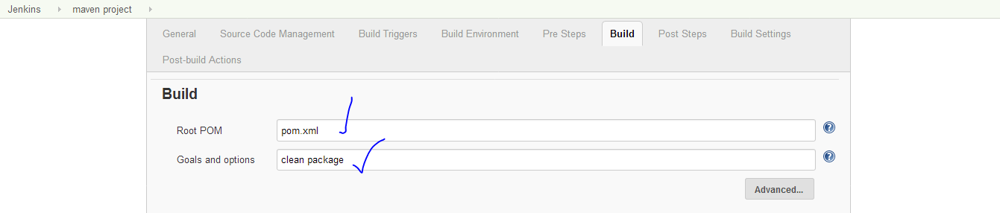 Jenkins maven project
General Source Code Management Build Triggers Build Environment Pre Steps Build Post Steps Build Settings
Post-build Actions
Build
Root POM pom.xml ?
Goals and options clean package ?
Advanced...